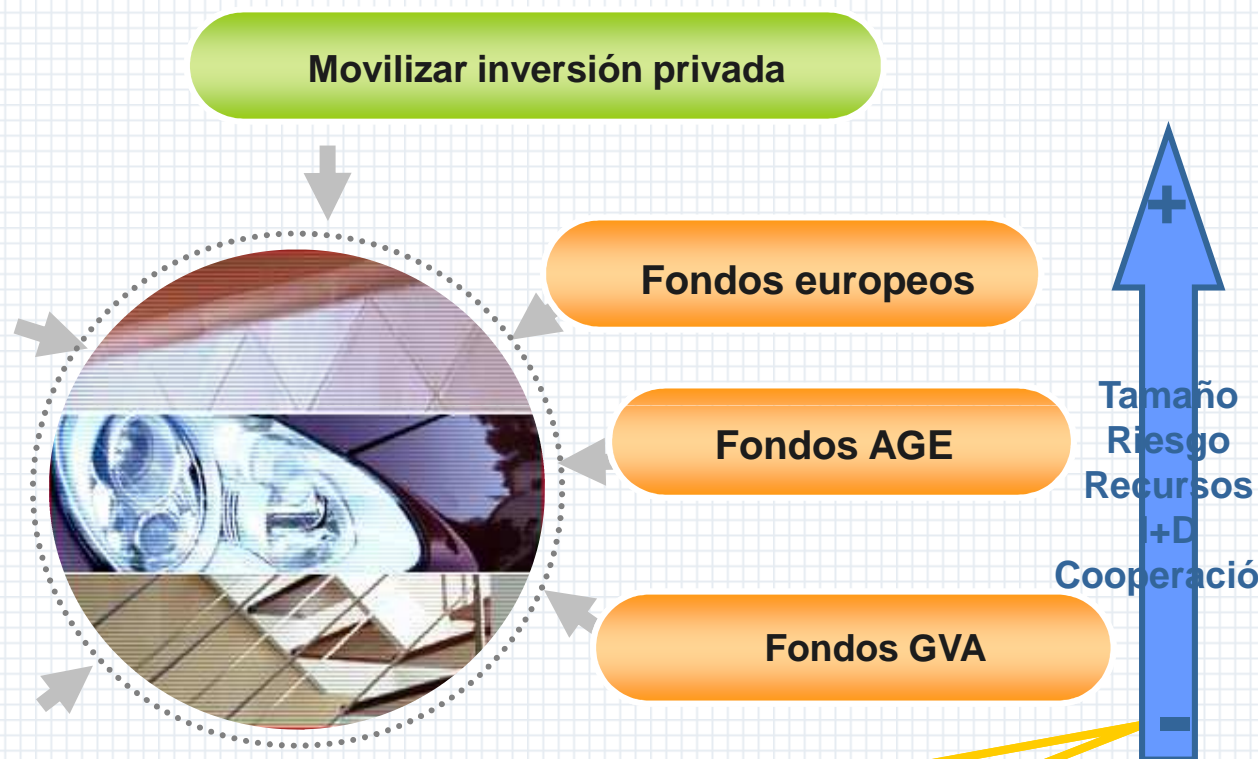 Movilizar inversión privada
+
Fondos europeos
Tamaño
Fondos AGE
Riesgo
Recursos
I+D
Cooperació
Fondos GVA
-